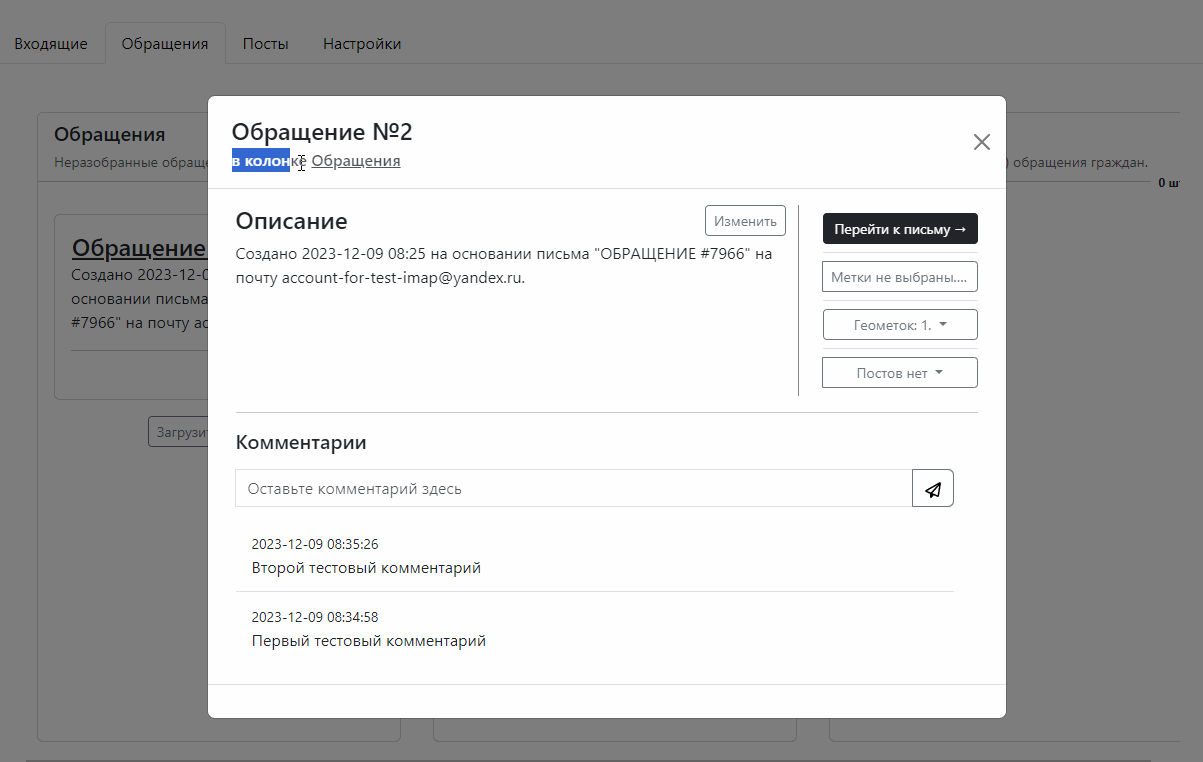 Входящие
Обращения
Посты
Настройки
Обращения
Неразобранные
обращения граждан.
0
Обращение
Создано 2023-12-0
основании письма
#7966" на почту
Обращение №2
в колонке Обращения
Описание
Изменить
Создано 2023-12-09 08:25 на основании письма "ОБРАЩЕНИЕ #7966" на
почту account-for-test-imap@yandex.ru.
Перейти к письму →
Метки не выбраны....
Геометок: 1.
Постов нет
Комментарии
Оставьте комментарий здесь
2023-12-09 08:35:26
Второй тестовый комментарий
2023-12-09 08:34:58
Первый тестовый комментарий